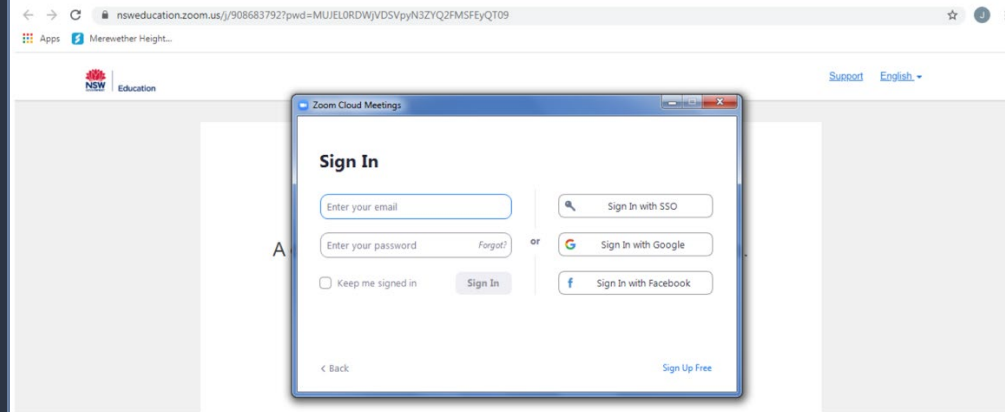 nsweducation.zoom.us/j/908683792?pwd=MUJEL0RDWjVDSVpyN3ZYQ2FMSFEyQT09
J
Apps Merewether Height...
NSW
Education
Support English
Zoom Cloud Meetings
Sign In
Enter your email
Sign In with SSO
A
Enter your password Forgot?
or
Sign In with Google
Keep me signed in Sign In
Sign In with Facebook
< Back
Sign Up Free